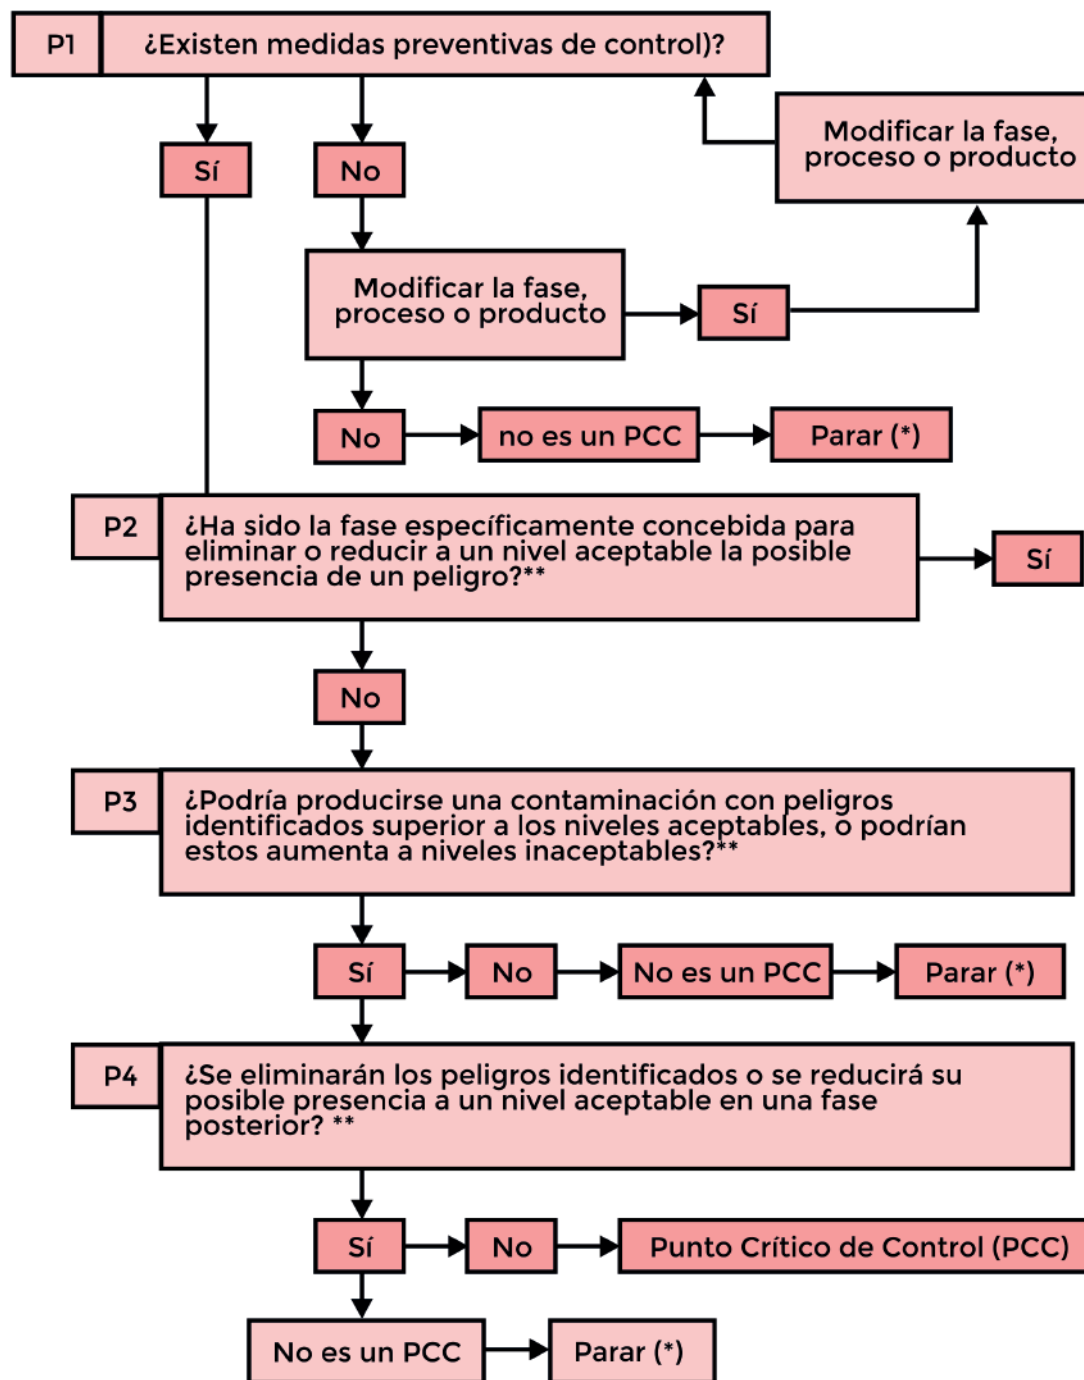 P1
¿Existen medidas preventivas de control)?
Modificar la fase,
proceso o producto
Sí
No
Modificar la fase,
proceso o producto
Sí
No
no es un PCC
Parar (*)
P2
¿Ha sido la fase específicamente concebida para
eliminar o reducir a un nivel aceptable la posible
presencia de un peligro?**
Sí
No
P3
¿Podría producirse una contaminación con peligros
identificados superior a los niveles aceptables, o podrían
estos aumenta a niveles inaceptables?**
Sí
No
No es un PCC
Parar (*)
P4
¿Se eliminarán los peligros identificados o se reducirá su
posible presencia a un nivel aceptable en una fase
posterior? **
Sí
No
Punto Crítico de Control (PCC)
No es un PCC
Parar (*)